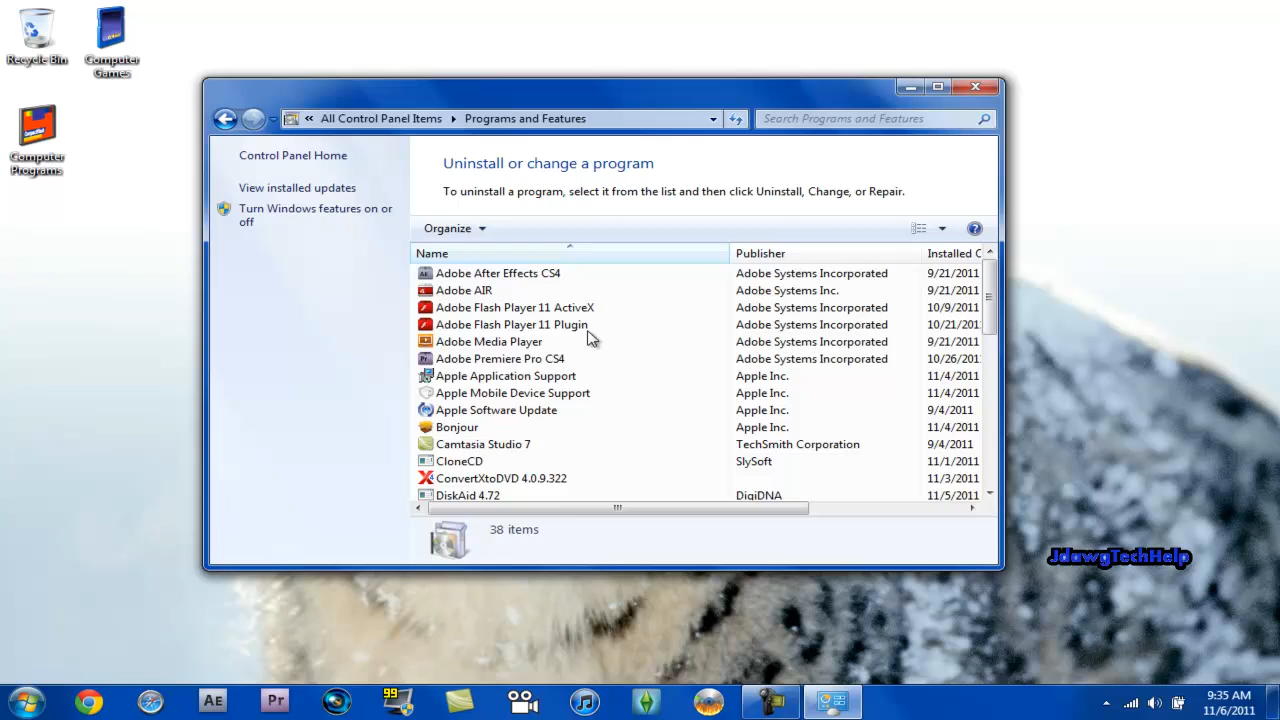 Recycle Bin
Computer Games
Computer Programs
« All Control Panel Items Programs and Features
Search Programs and Features
Control Panel Home
View installed updates
Turn Windows features on or off
Uninstall or change a program
To uninstall a program, select it from the list and then click Uninstall, Change, or Repair.
Organize
Name Publisher Installed O
Adobe After Effects CS4 Adobe Systems Incorporated 9/21/2011
Adobe AIR Adobe Systems Inc. 9/21/2011
Adobe Flash Player 11 ActiveX Adobe Systems Incorporated 10/9/2011
Adobe Flash Player 11 Plugin Adobe Systems Incorporated 10/21/2011
Adobe Media Player Adobe Systems Incorporated 9/21/2011
Adobe Premiere Pro CS4 Adobe Systems Incorporated 10/26/2011
Apple Application Support Apple Inc. 11/4/2011
Apple Mobile Device Support Apple Inc. 11/4/2011
Apple Software Update Apple Inc. 9/4/2011
Bonjour Apple Inc. 11/4/2011
Camtasia Studio 7 TechSmith Corporation 9/4/2011
CloneCD SlySoft 11/1/2011
ConvertXtoDVD 4.0.9.322 11/3/2011
DiskAid 4.72 DigiDNA 11/5/2011
38 items
JdawgTechHelp
AE Pr 99
9:35 AM
11/6/2011